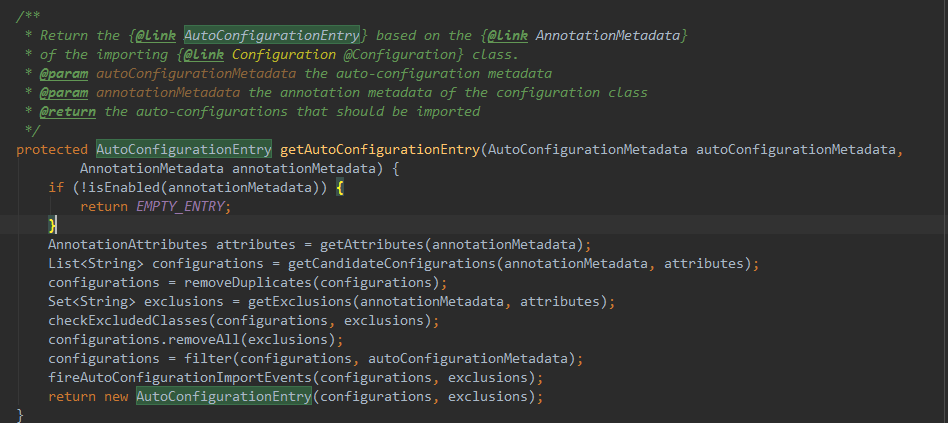 /**
 * Return the {@link AutoConfigurationEntry} based on the {@link AnnotationMetadata}
 * of the importing {@link Configuration @Configuration} class.
 * @param autoConfigurationMetadata the auto-configuration metadata
 * @param annotationMetadata the annotation metadata of the configuration class
 * @return the auto-configurations that should be imported
 */
protected AutoConfigurationEntry getAutoConfigurationEntry(AutoConfigurationMetadata autoConfigurationMetadata,
        AnnotationMetadata annotationMetadata) {
    if (!isEnabled(annotationMetadata)) {
        return EMPTY_ENTRY;
    }
    AnnotationAttributes attributes = getAttributes(annotationMetadata);
    List<String> configurations = getCandidateConfigurations(annotationMetadata, attributes);
    configurations = removeDuplicates(configurations);
    Set<String> exclusions = getExclusions(annotationMetadata, attributes);
    checkExcludedClasses(configurations, exclusions);
    configurations.removeAll(exclusions);
    configurations = filter(configurations, autoConfigurationMetadata);
    fireAutoConfigurationImportEvents(configurations, exclusions);
    return new AutoConfigurationEntry(configurations, exclusions);
}